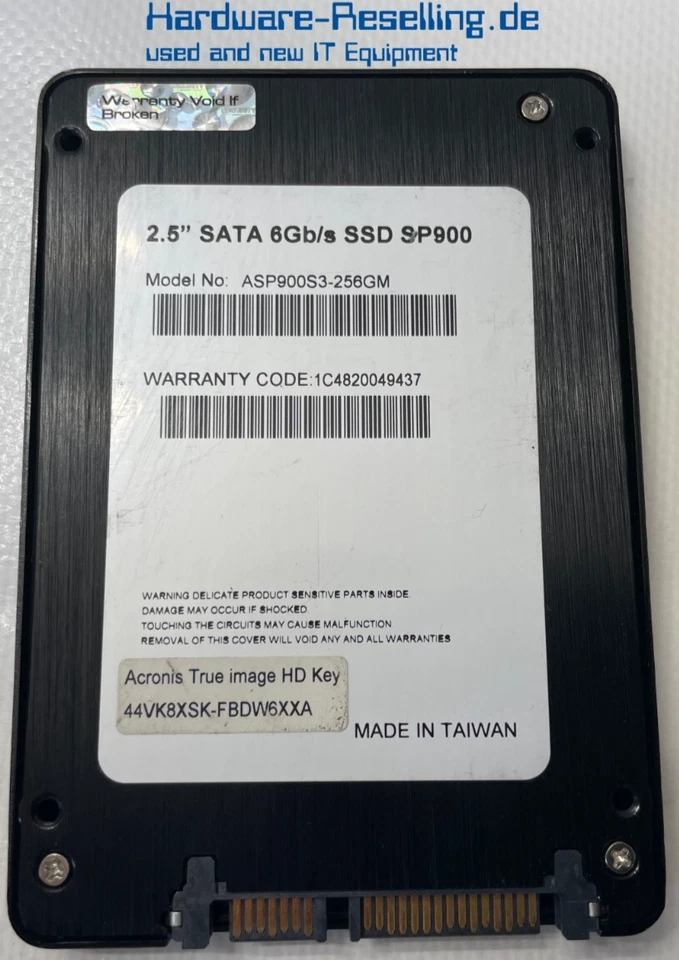 Hardware-Reselling.de
used and new IT Equipment
Warranty Void If
Broken
2.5” SATA 6Gb/s SSD SP900
Model No: ASP900S3-256GM
WARRANTY CODE:1C4820049437
WARNING DELICATE PRODUCT SENSITIVE PARTS INSIDE.
DAMAGE MAY OCCUR IF SHOCKED.
TOUCHING THE CIRCUITS MAY CAUSE MALFUNCTION
REMOVAL OF THIS COVER WILL VOID ANY AND ALL WARRANTIES
Acronis True image HD Key
44VK8XSK-FBDW6XXA
MADE IN TAIWAN